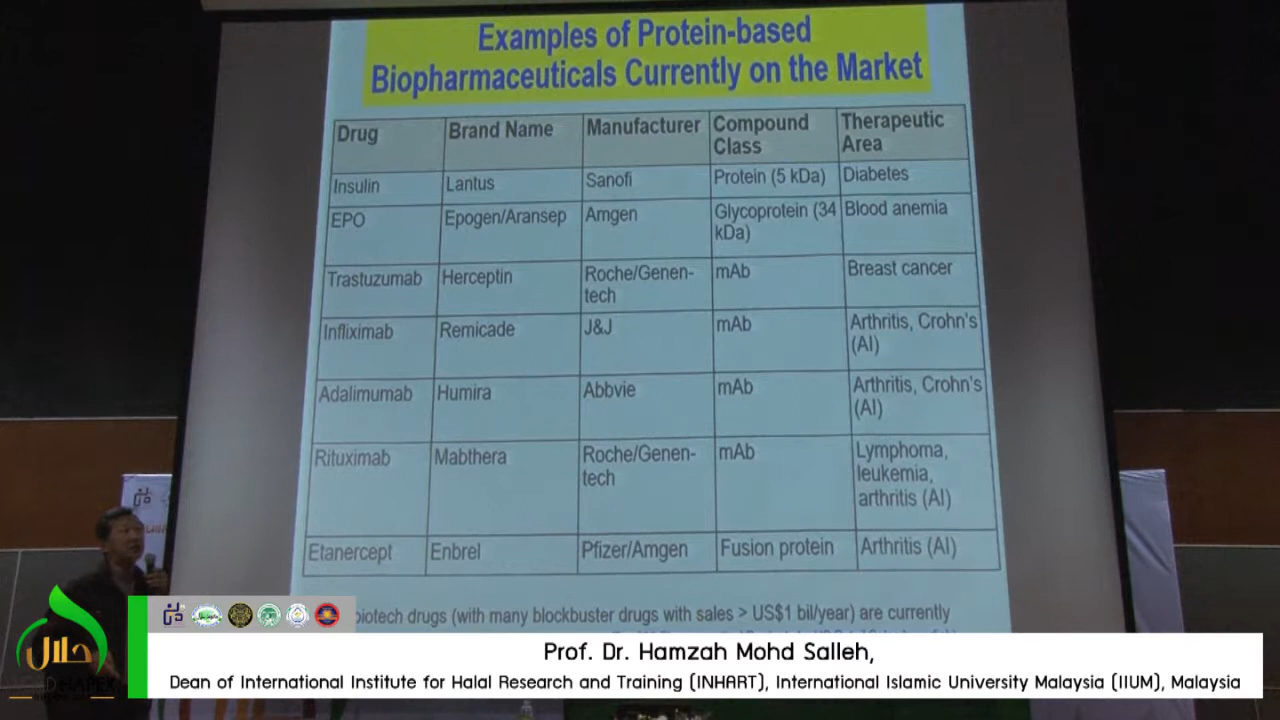 Examples of Protein-based
Biopharmaceuticals Currently on the Market
Drug Brand Name Manufacturer Compound Class Therapeutic Area
Insulin Lantus Sanofi Protein (5 kDa) Diabetes
EPO Epogen/Aransep Amgen Glycoprotein (34 kDa) Blood anemia
Trastuzumab Herceptin Roche/Genen-tech mAb Breast cancer
Infliximab Remicade J&J mAb Arthritis, Crohn's (AI)
Adalimumab Humira Abbvie mAb Arthritis, Crohn's (AI)
Rituximab Mabthera Roche/Genen-tech mAb Lymphoma, leukemia, arthritis (AI)
Etanercept Enbrel Pfizer/Amgen Fusion protein Arthritis (AI)
biotech drugs (with many blockbuster drugs with sales > US$1 bil/year) are currently
حلال
Prof. Dr. Hamzah Mohd Salleh,
Dean of International Institute for Halal Research and Training (INHART), International Islamic University Malaysia (IIUM), Malaysia